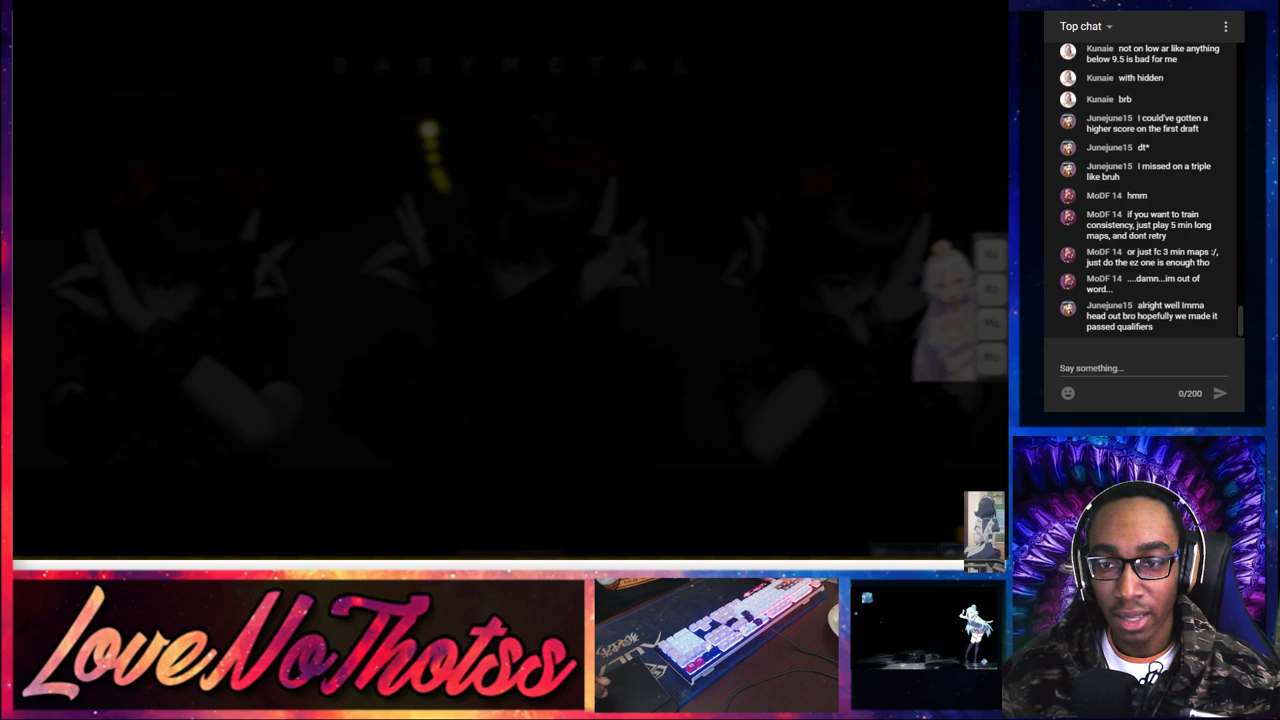 BABYMETAL
Top chat
Kunaie not on low ar like anything
below 9.5 is bad for me
Kunaie with hidden
Kunaie brb
Junejune15 I could've gotten a
higher score on the first draft
Junejune15 dt*
Junejune15 I missed on a triple
like bruh
MoDF 14 hmm
MoDF 14 if you want to train
consistency, just play 5 min long
maps, and dont retry
MoDF 14 or just fc 3 min maps :/,
just do the ez one is enough tho
MoDF 14 ....damn...im out of
word...
Junejune15 alright well Imma
head out bro hopefully we made it
passed qualifiers
Say something...
0/200
LoveNoThotss